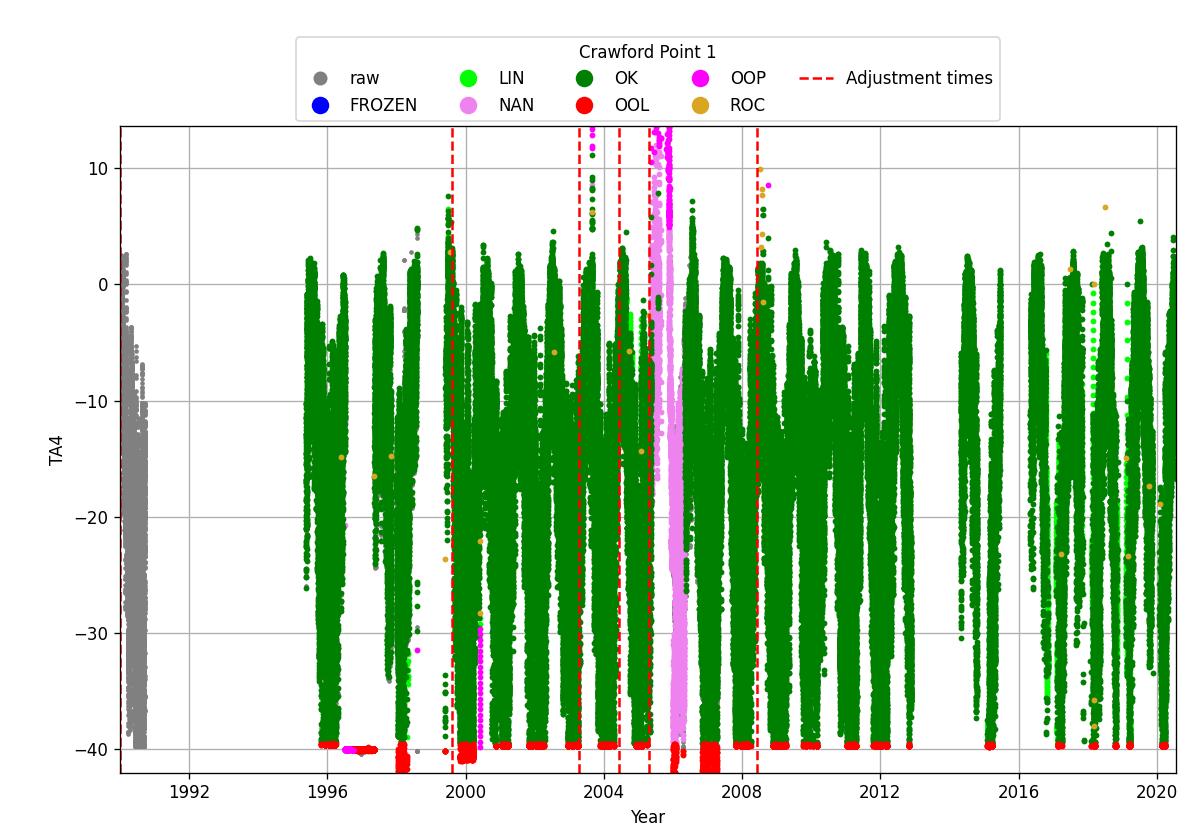 Crawford Point 1
raw LIN OK OOP Adjustment times
FROZEN NAN OOL ROC
10
0
−10
−20
−30
−40
TA4
1992 1996 2000 2004 2008 2012 2016 2020
Year